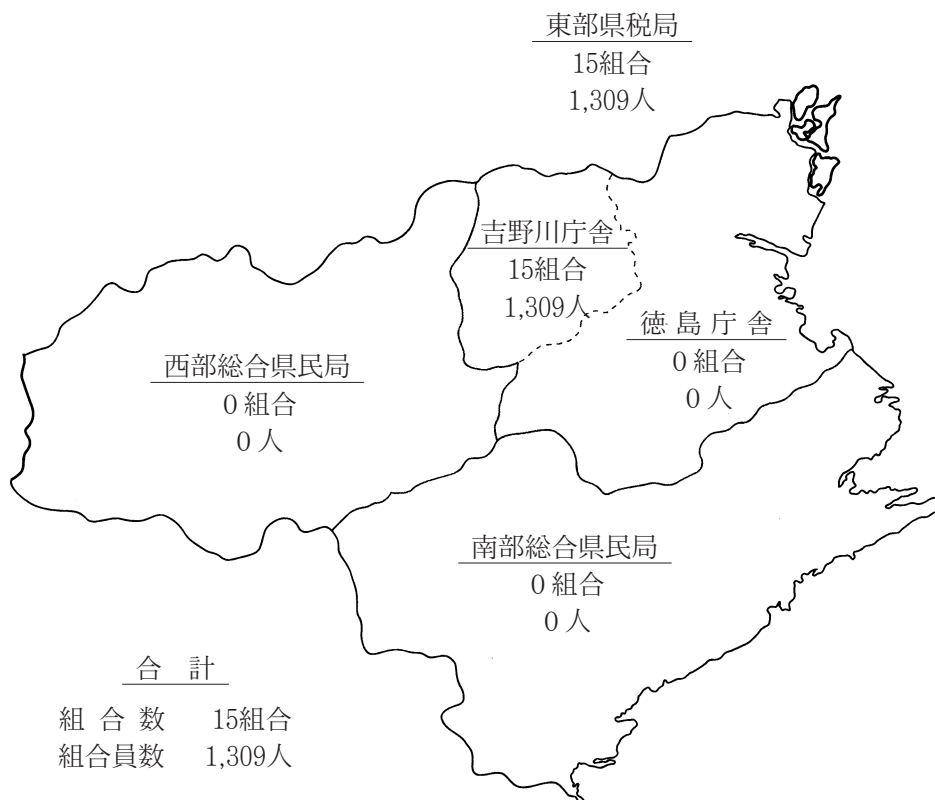 東部県税局
15組合
1,309人
吉野川庁舎
15組合
1,309人
徳島庁舎
0組合
0人
西部総合県民局
0組合
0人
南部総合県民局
0組合
0人
合計
組合数 15組合
組合員数 1,309人